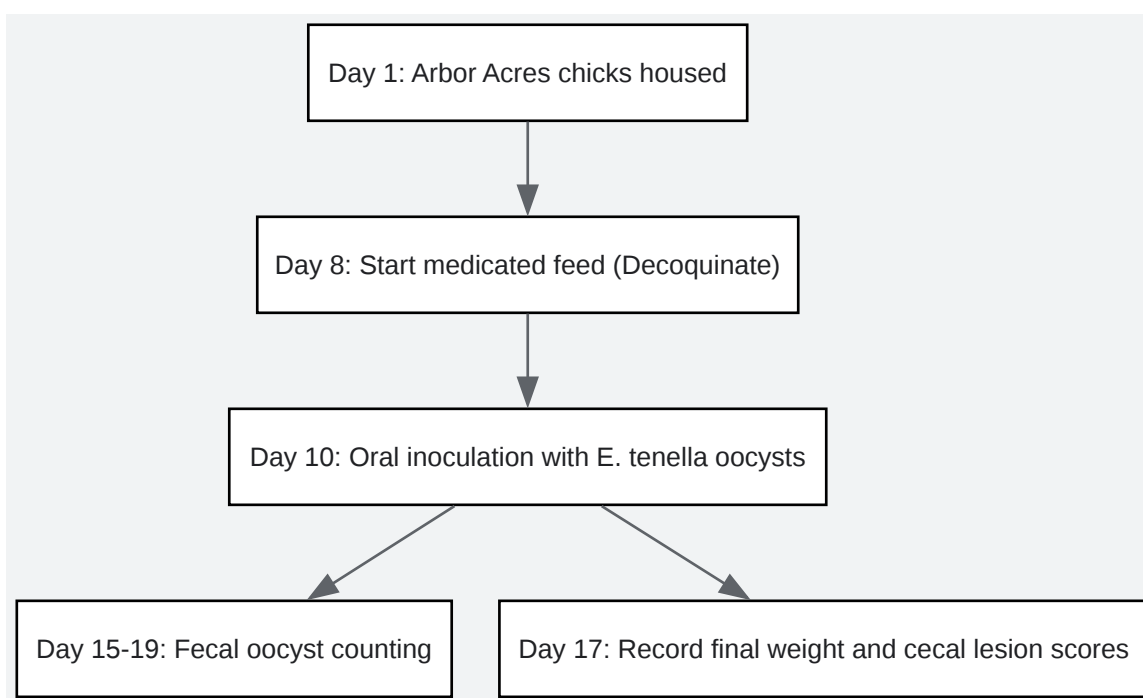 Day 1: Arbor Acres chicks housed
Day 8: Start medicated feed (Decoquinate)
Day 10: Oral inoculation with E. tenella oocysts
Day 15-19: Fecal oocyst counting
Day 17: Record final weight and cecal lesion scores